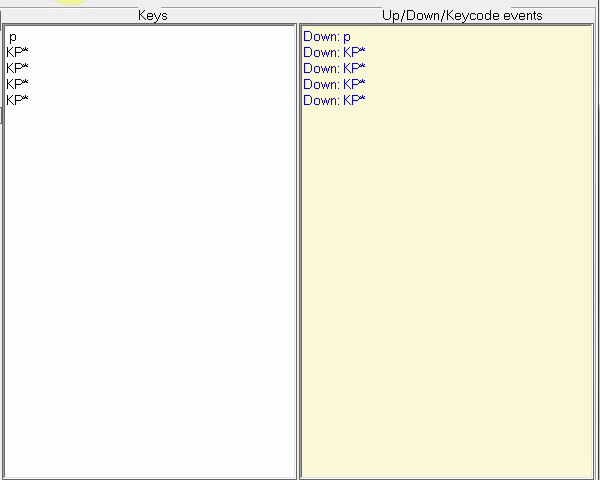 Keys
p
KP*
KP*
KP*
KP*
Up/Down/Keycode events
Down: p
Down: KP*
Down: KP*
Down: KP*
Down: KP*